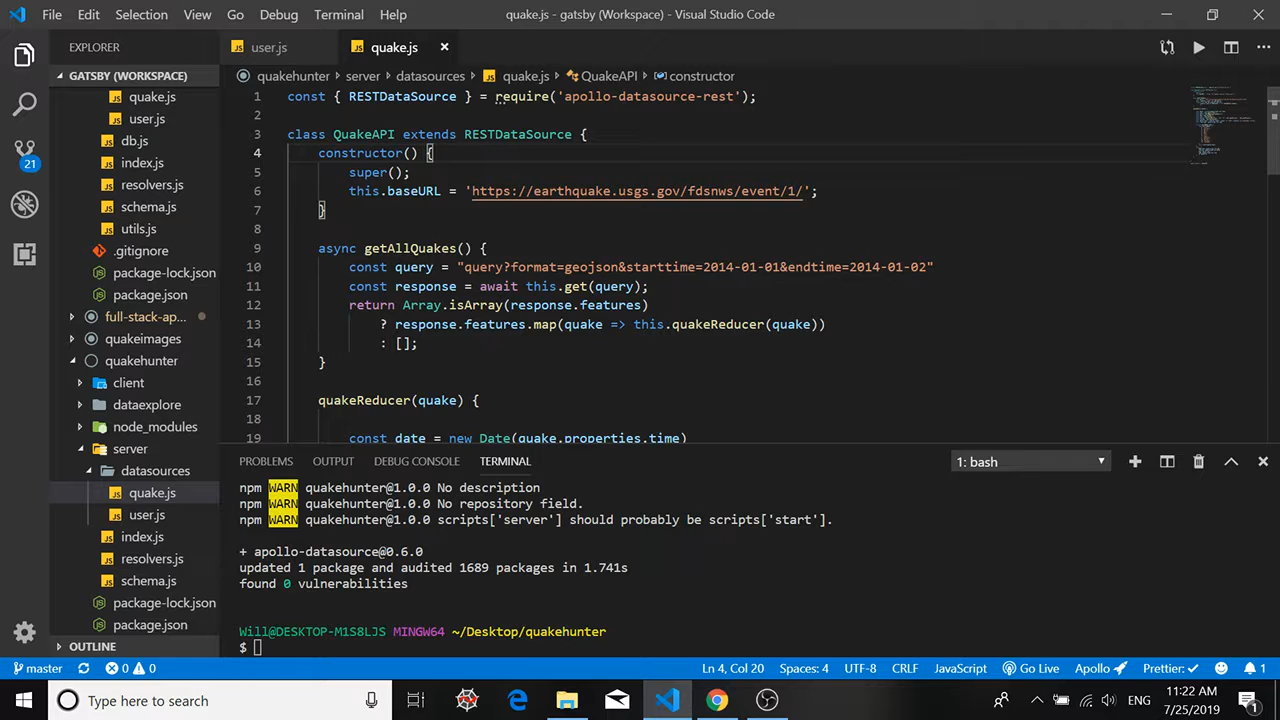 File Edit Selection View Go Debug Terminal Help quake.js - gatsby (Workspace) - Visual Studio Code
EXPLORER
GATSBY (WORKSPACE)
quake.js
user.js
db.js
index.js
resolvers.js
schema.js
utils.js
.gitignore
package-lock.json
package.json
full-stack-ap...
quakeimages
quakehunter
client
dataexplore
node_modules
server
datasources
quake.js
user.js
index.js
resolvers.js
schema.js
package-lock.json
package.json
OUTLINE
21
user.js quake.js
quakehunter server datasources quake.js QuakeAPI constructor
1 const { RESTDataSource } = require('apollo-datasource-rest');
2
3 class QuakeAPI extends RESTDataSource {
4 constructor() {
5 super();
6 this.baseURL = 'https://earthquake.usgs.gov/fdsnws/event/1/';
7 }
8
9 async getAllQuakes() {
10 const query = "query?format=geojson&starttime=2014-01-01&endtime=2014-01-02"
11 const response = await this.get(query);
12 return Array.isArray(response.features)
13 ? response.features.map(quake => this.quakeReducer(quake))
14 : [];
15 }
16
17 quakeReducer(quake) {
18
19 const date = new Date(quake.properties.time)
PROBLEMS OUTPUT DEBUG CONSOLE TERMINAL 1: bash
npm WARN quakehunter@1.0.0 No description
npm WARN quakehunter@1.0.0 No repository field.
npm WARN quakehunter@1.0.0 scripts['server'] should probably be scripts['start'].
+ apollo-datasource@0.6.0
updated 1 package and audited 1689 packages in 1.741s
found 0 vulnerabilities
Will@DESKTOP-M1S8LJS MINGW64 ~/Desktop/quakehunter
$
master 0 0 Ln 4, Col 20 Spaces: 4 UTF-8 CRLF JavaScript Go Live Apollo Prettier: 1
Type here to search ENG 11:22 AM
7/25/2019 1